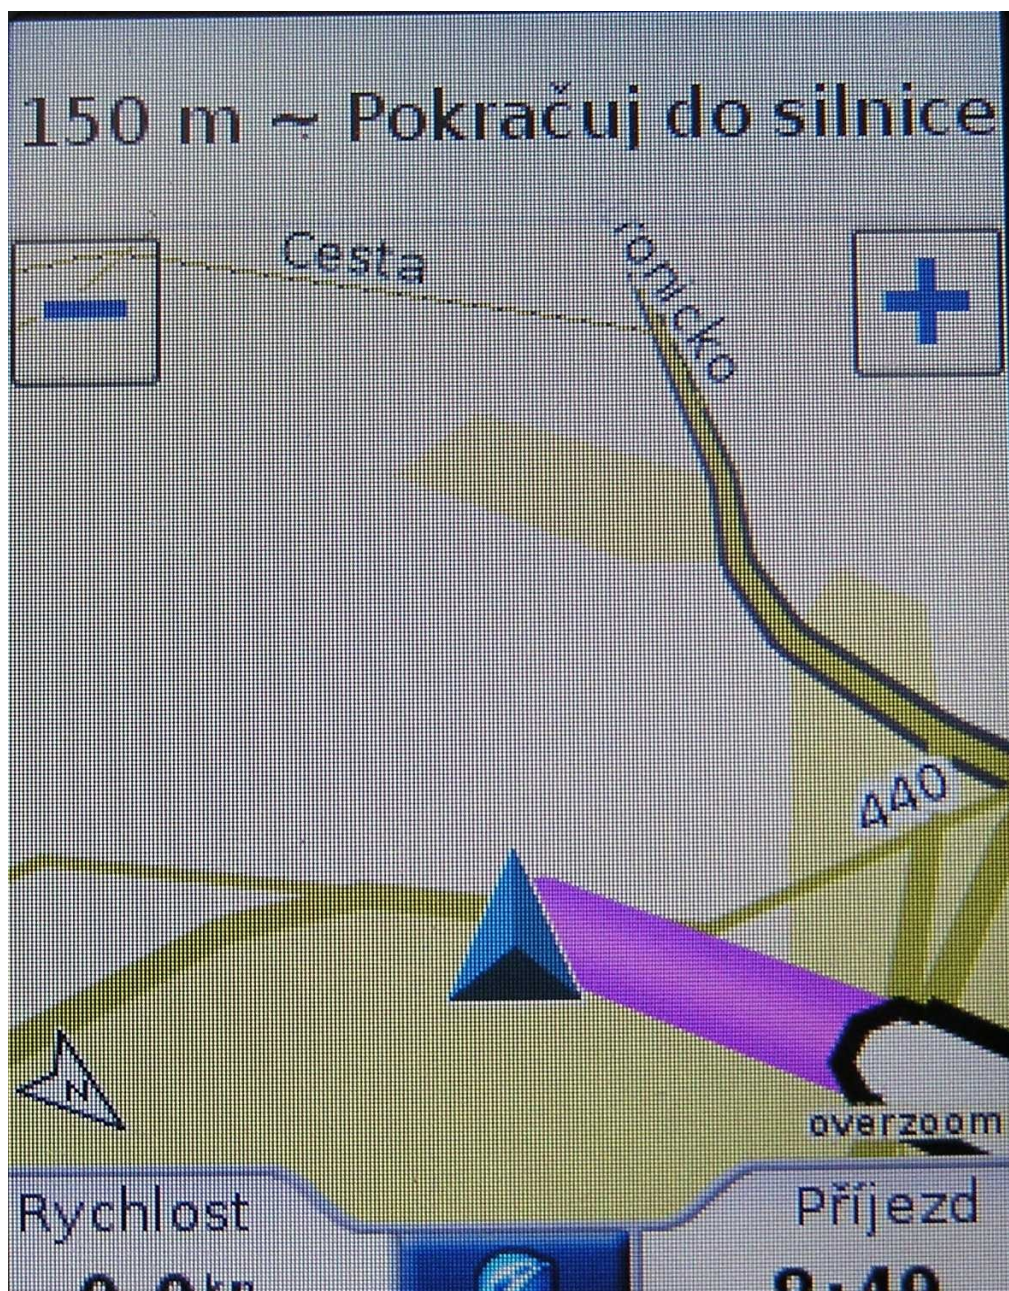 150 m ~ Pokračuj do silnice
Cesta
ronicko
440
N
overzoom
Rychlost
Příjezd